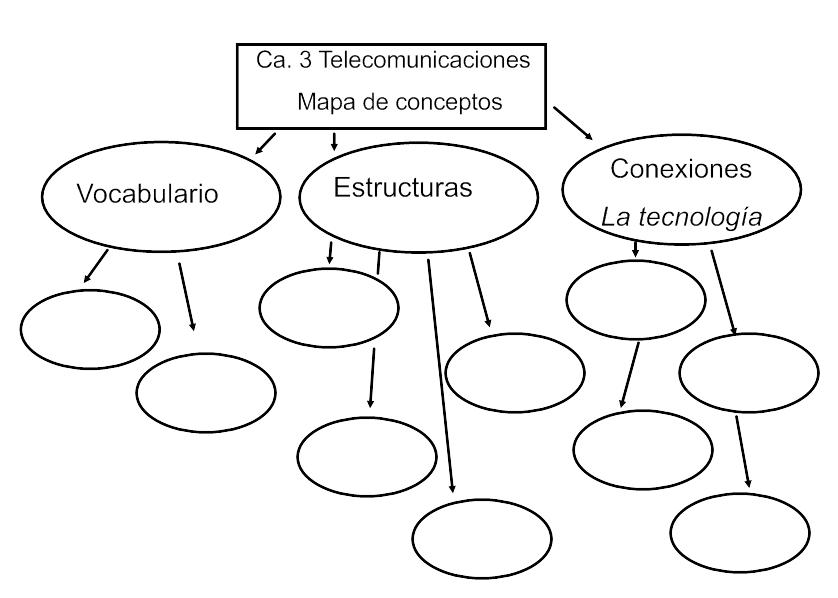 Ca. 3 Telecomunicaciones
Mapa de conceptos
Vocabulario
Estructuras
Conexiones
La tecnología